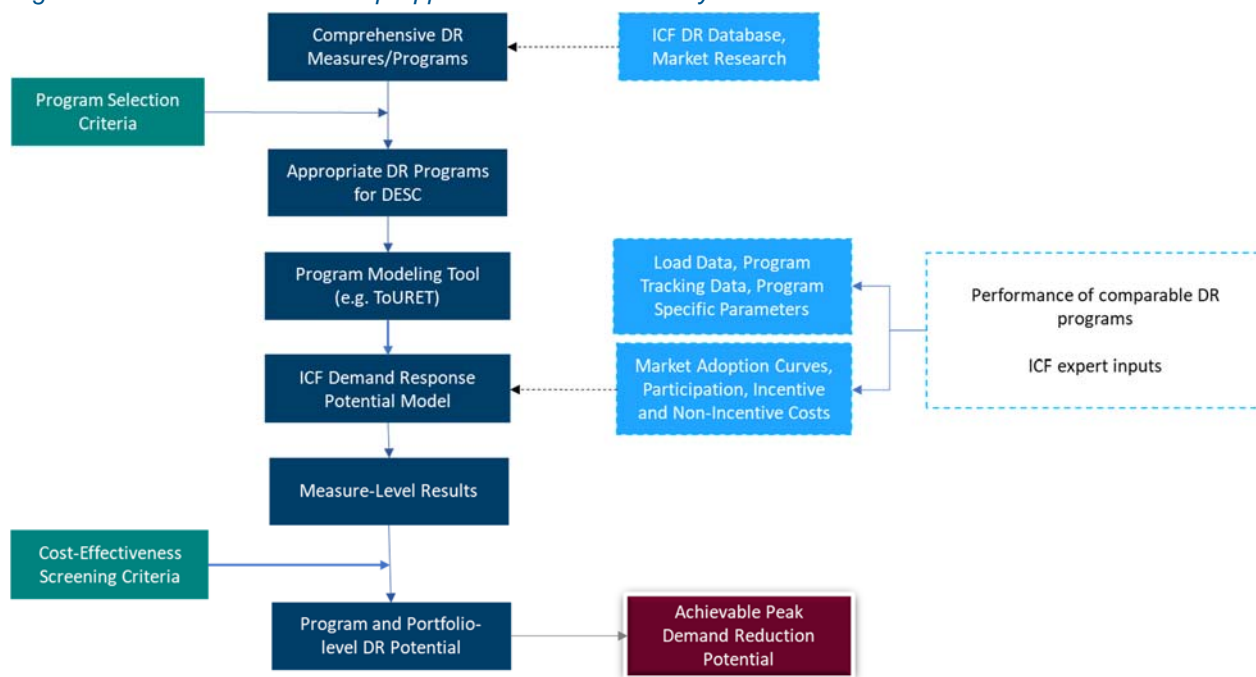 Comprehensive DR
Measures/Programs
ICF DR Database,
Market Research
Program Selection
Criteria
Appropriate DR Programs
for DESC
Program Modeling Tool
(e.g. ToURET)
Load Data, Program
Tracking Data, Program
Specific Parameters
Performance of comparable DR
programs
ICF expert inputs
ICF Demand Response
Potential Model
Market Adoption Curves,
Participation, Incentive
and Non-Incentive Costs
Measure-Level Results
Cost-Effectiveness
Screening Criteria
Program and Portfolio-
level DR Potential
Achievable Peak
Demand Reduction
Potential